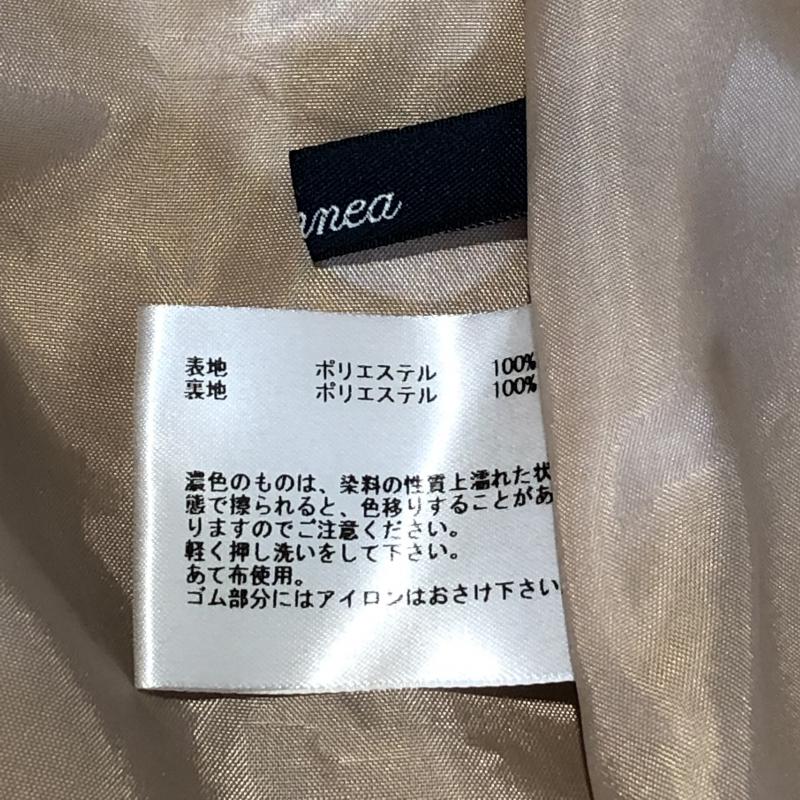 nnea
表地 ポリエステル 100%
裏地 ポリエステル 100%
濃色のものは、染料の性質上濡れた状
態で擦られると、色移りすることがあ
りますのでご注意ください。
軽く押し洗いをして下さい。
あて布使用。
ゴム部分にはアイロンはおさけ下さい